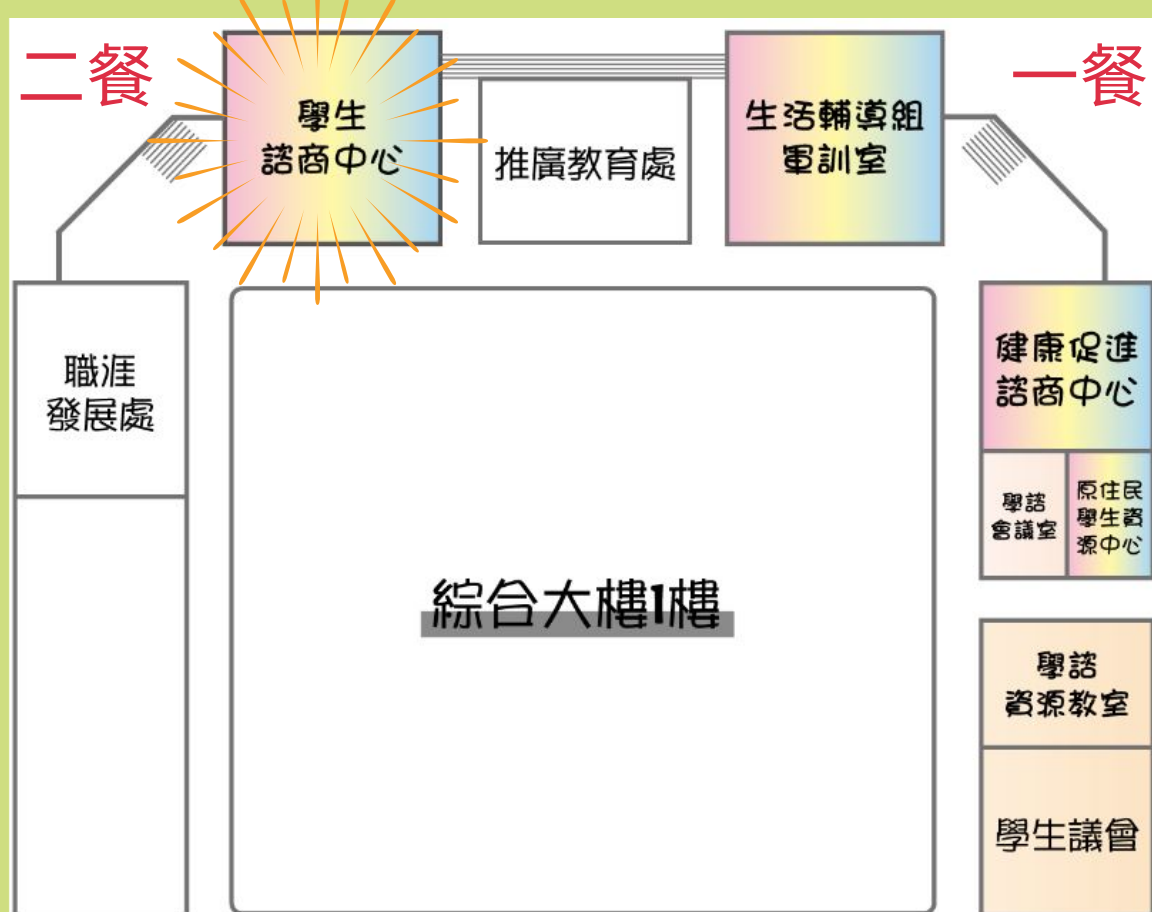 二餐
一餐
學生
諮商中心
推廣教育處
生活輔導組
軍訓室
職涯
發展處
健康促進
諮商中心
學諮
會議室
原住民
學生資
源中心
綜合大樓1樓
學諮
資源教室
學生議會